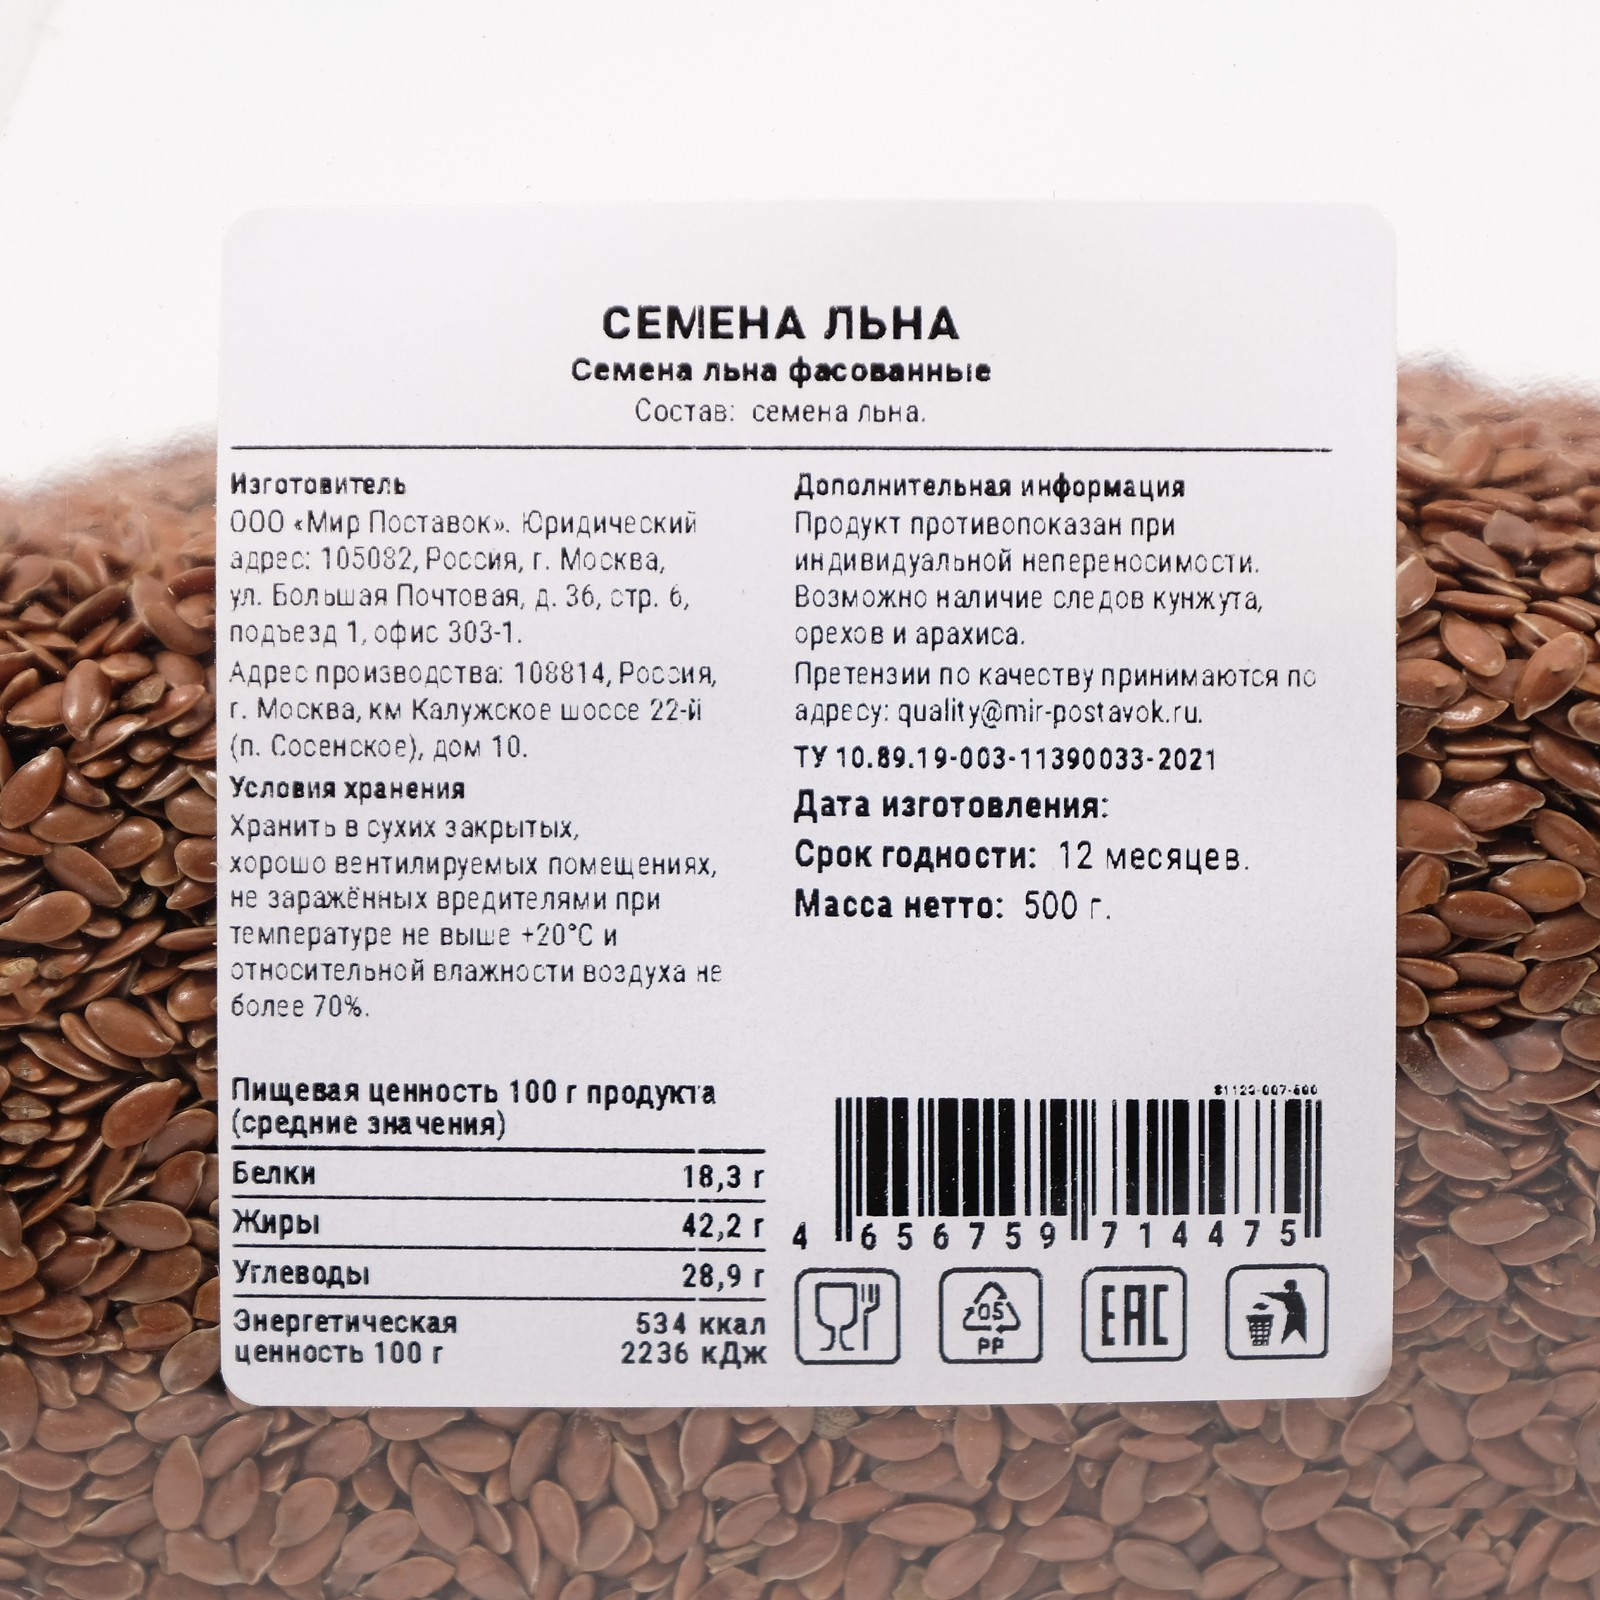 СЕМЕНА ЛЬНА
Семена льна фасованные
Состав: семена льна.
Изготовитель
ООО «Мир Поставок». Юридический
адрес: 105082, Россия, г. Москва,
ул. Большая Почтовая, д. 36, стр. 6,
подъезд 1, офис 303-1.
Адрес производства: 108814, Россия,
г. Москва, км Калужское шоссе 22-й
(п. Сосенское), дом 10.
Условия хранения
Хранить в сухих закрытых,
хорошо вентилируемых помещениях,
не заражённых вредителями при
температуре не выше +20°С и
относительной влажности воздуха не
более 70%.
Дополнительная информация
Продукт противопоказан при
индивидуальной непереносимости.
Возможно наличие следов кунжута,
орехов и арахиса.
Претензии по качеству принимаются по
адресу: quality@mir-postavok.ru.
ТУ 10.89.19-003-11390033-2021
Дата изготовления:
Срок годности: 12 месяцев.
Масса нетто: 500 г.
Пищевая ценность 100 г продукта
(средние значения)
Белки 18,3 г
Жиры 42,2 г
Углеводы 28,9 г
Энергетическая 534 ккал
ценность 100 г 2236 кДж
81123-007-500
4 656759 714475
05
PP
EAC